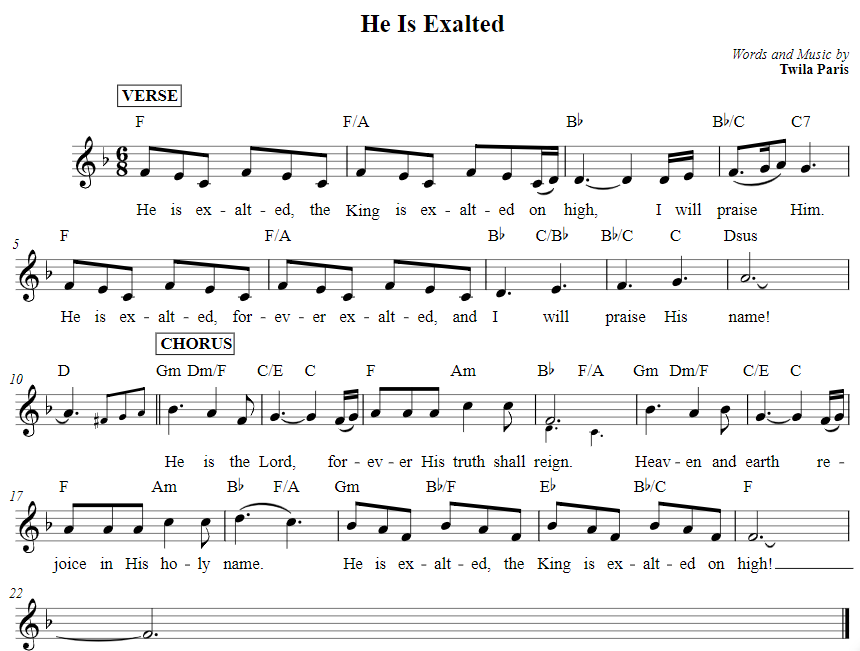 He Is Exalted
Words and Music by
Twila Paris
VERSE
F F/A B♭ B♭/C C7
6
8
He is ex - alt - ed, the King is ex - alt - ed on high, I will praise Him.
5
F F/A B♭ C/B♭ B♭/C C Dsus
He is ex - alt - ed, for - ev - er ex - alt - ed, and I will praise His name!
CHORUS
10
D Gm Dm/F C/E C F Am B♭ F/A Gm Dm/F C/E C
He is the Lord, for - ev - er His truth shall reign. Heav - en and earth re -
17
F Am B♭ F/A Gm B♭/F E♭ B♭/C F
joice in His ho - ly name. He is ex - alt - ed, the King is ex - alt - ed on high!
22